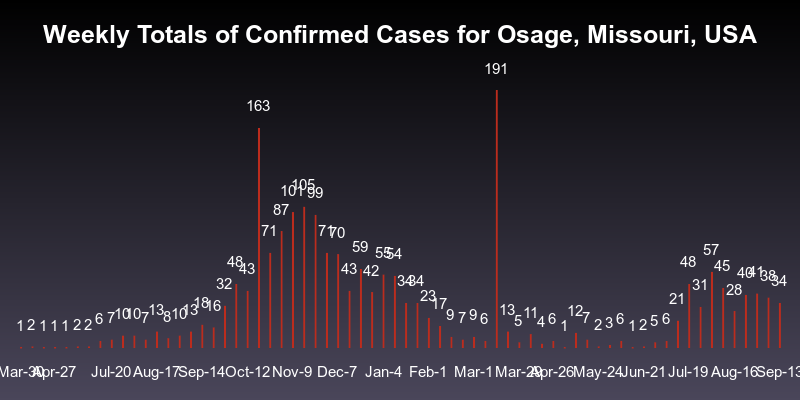 Weekly Totals of Confirmed Cases for Osage, Missouri, USA
191
163
105
101 99
87
71 71 70
59 57
48 43 43 42 55 54 48 45
32 34 34 31 28 40 41 38 34
1 2 1 1 1 2 2 6 7 10 10 7 13 8 10 13 18 16 23 17 9 7 9 6 13 5 11 4 6 1 12 7 2 3 6 1 2 5 6 21
Mar-30 Apr-27 Jul-20 Aug-17 Sep-14 Oct-12 Nov-9 Dec-7 Jan-4 Feb-1 Mar-1 Mar-29 Apr-26 May-24 Jun-21 Jul-19 Aug-16 Sep-13